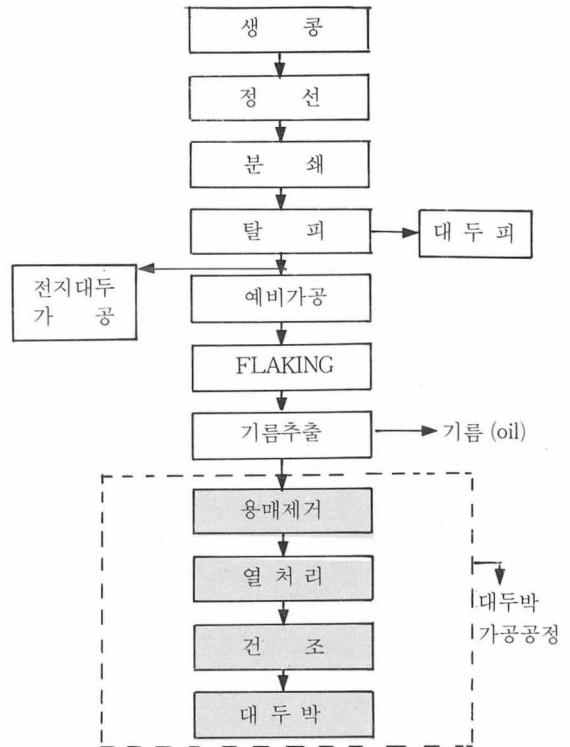 생 콩
정 선
분 쇄
탈 피
대 두 피
전지대두
가 공
예비가공
FLAKING
기름추출
기름 (oil)
용매제거
열 처 리
대두박
가공공정
건 조
대 두 박